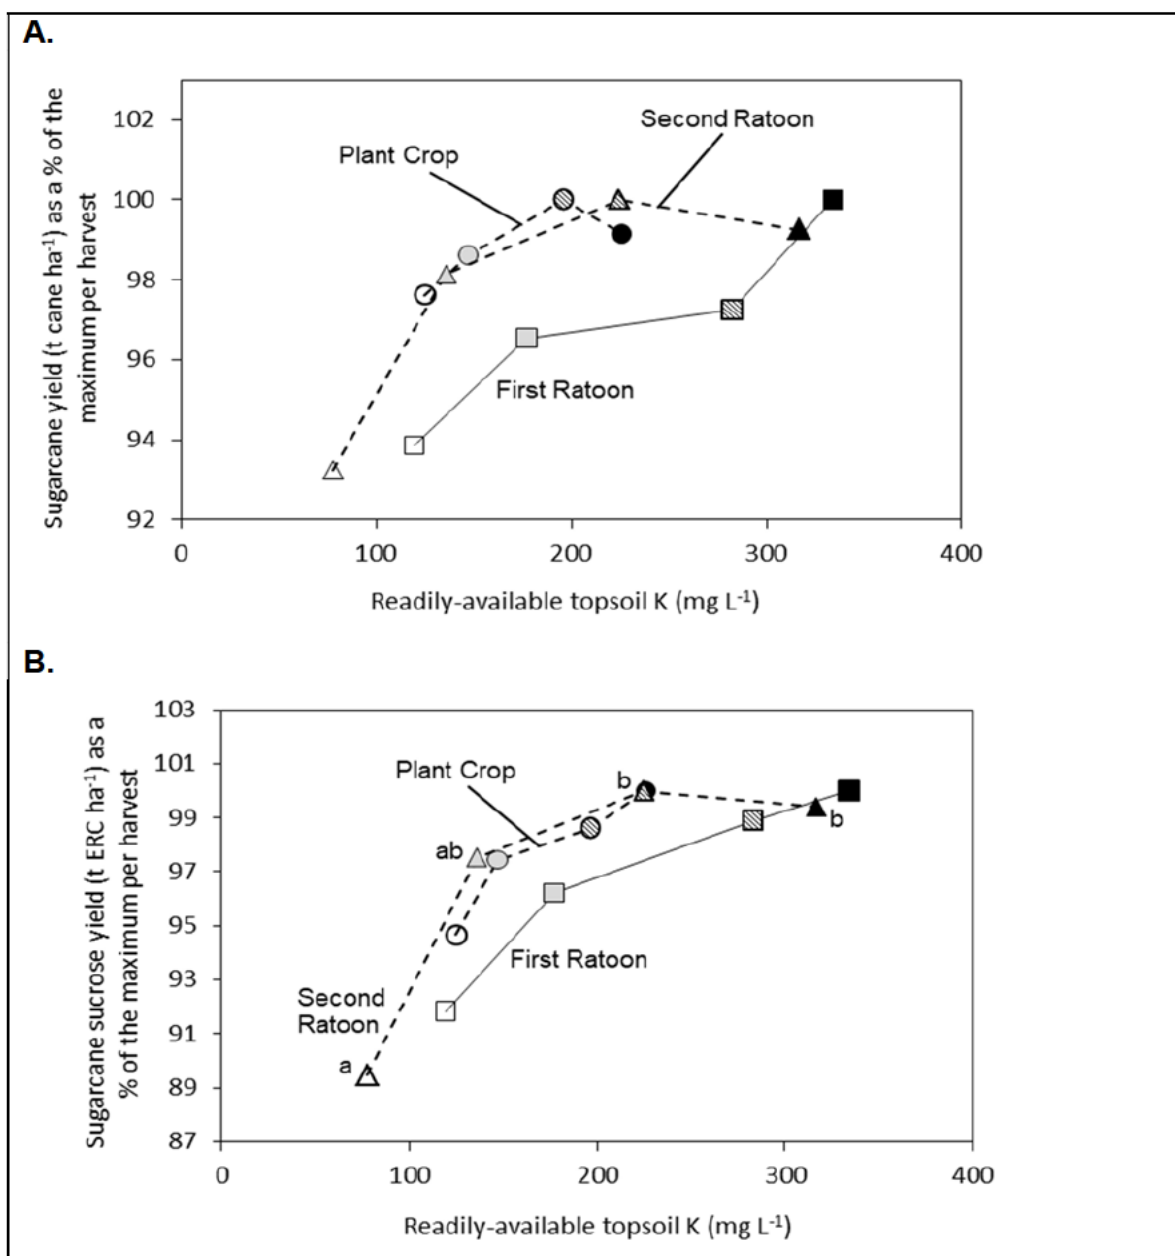 A.
Sugarcane yield (t cane ha⁻¹) as a % of the
maximum per harvest
102
100
98
96
94
92
Plant Crop
Second Ratoon
First Ratoon
0
100
200
300
400
Readily-available topsoil K (mg L⁻¹)
B.
Sugarcane sucrose yield (t ERC ha⁻¹) as a
% of the maximum per harvest
103
101
99
97
95
93
91
89
87
Plant Crop
b
ab
b
First Ratoon
Second
Ratoon
a
0
100
200
300
400
Readily-available topsoil K (mg L⁻¹)